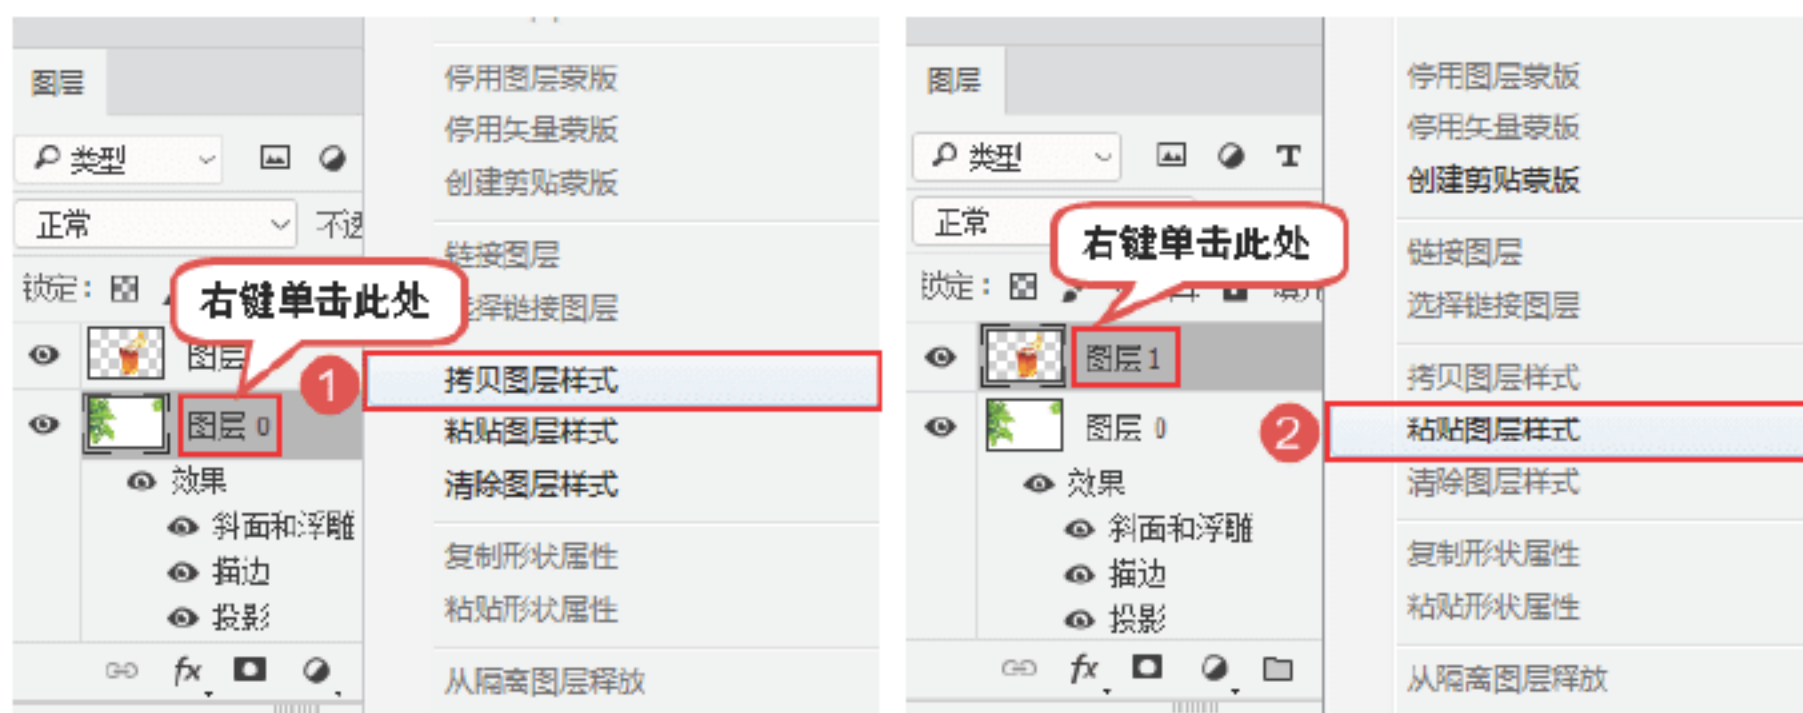 图层
类型
正常
不透
锁定：
右键单击此处
图层
图层 0
效果
斜面和浮雕
描边
投影
fx
停用图层蒙版
停用矢量蒙版
创建剪贴蒙版
链接图层
选择链接图层
1
拷贝图层样式
粘贴图层样式
清除图层样式
复制形状属性
粘贴形状属性
从隔离图层释放
图层
类型
T
正常
右键单击此处
锁定：
图层 1
图层 0
效果
斜面和浮雕
描边
投影
fx
停用图层蒙版
停用矢量蒙版
创建剪贴蒙版
链接图层
选择链接图层
拷贝图层样式
2
粘贴图层样式
清除图层样式
复制形状属性
粘贴形状属性
从隔离图层释放